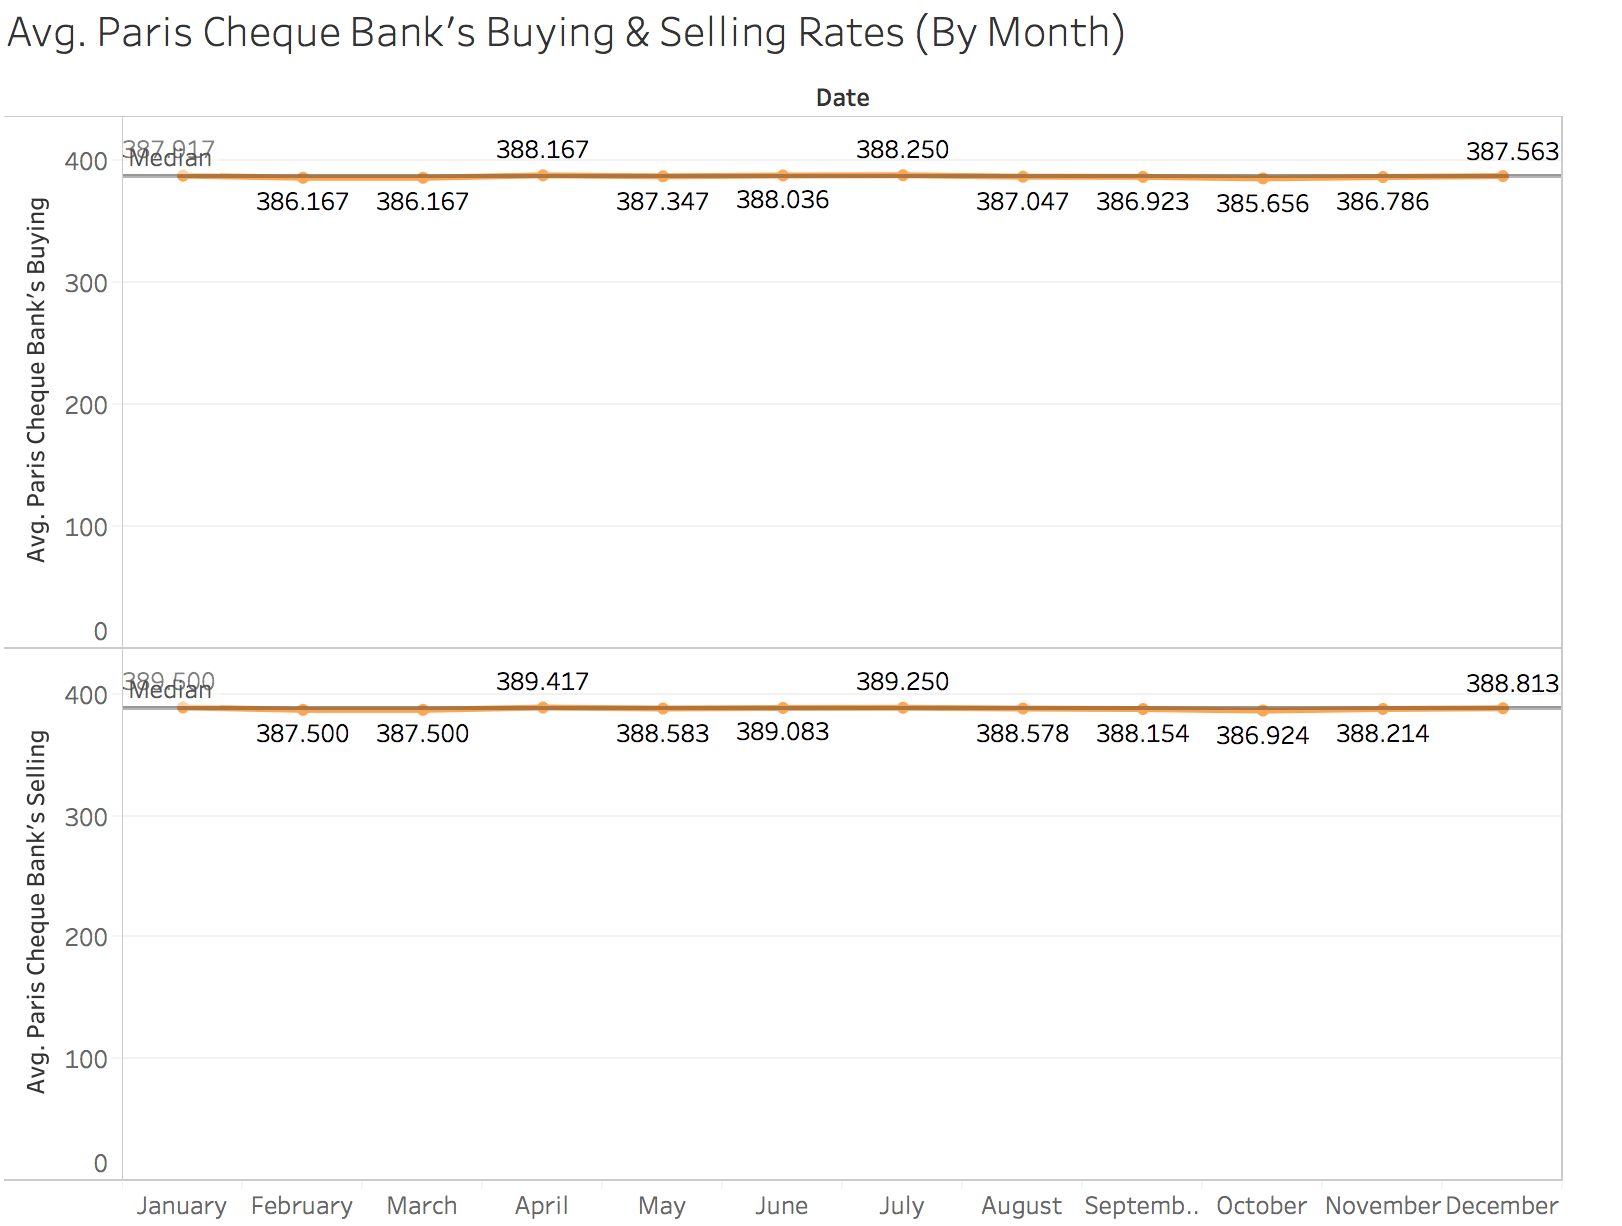 Avg. Paris Cheque Bank's Buying & Selling Rates (By Month)
Date
Avg. Paris Cheque Bank's Buying
400
300
200
100
0
387.917
Median
388.167
388.250
387.563
386.167 386.167
387.347 388.036
387.047 386.923 385.656 386.786
Avg. Paris Cheque Bank's Selling
400
300
200
100
0
389.500
Median
389.417
389.250
388.813
387.500 387.500
388.583 389.083
388.578 388.154 386.924 388.214
January February March April May June July August Septemb.. October November December